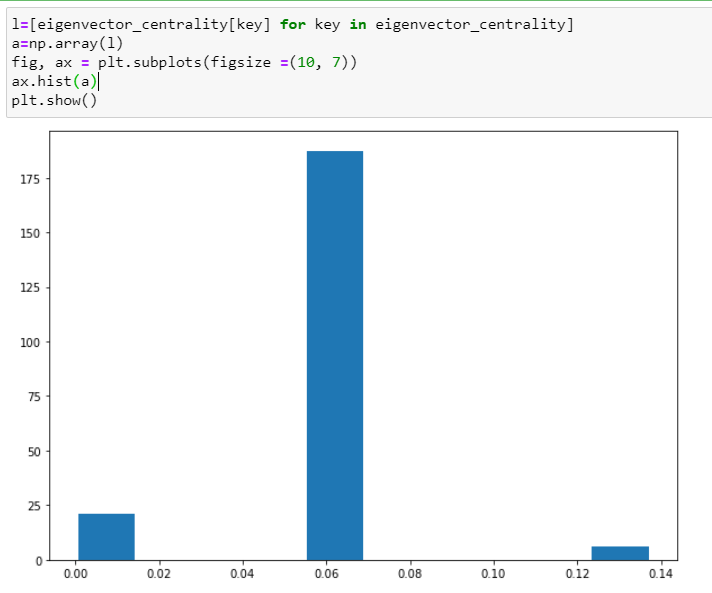 l=[eigenvector_centrality[key] for key in eigenvector_centrality]
a=np.array(l)
fig, ax = plt.subplots(figsize =(10, 7))
ax.hist(a)
plt.show()
175
150
125
100
75
50
25
0
0.00 0.02 0.04 0.06 0.08 0.10 0.12 0.14